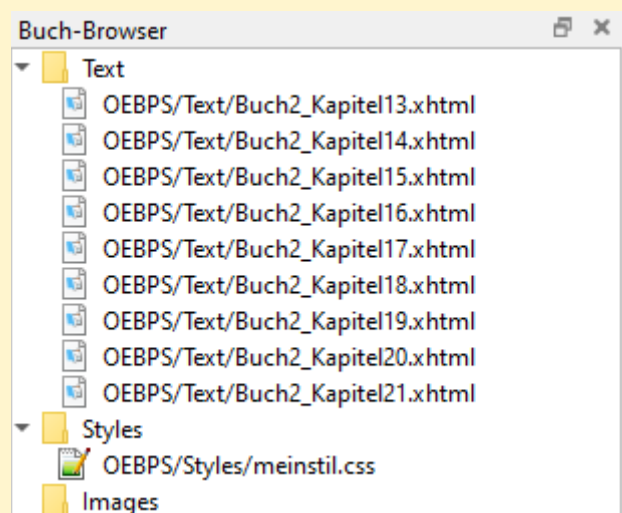 Buch-Browser
Text
OEBPS/Text/Buch2_Kapitel13.xhtml
OEBPS/Text/Buch2_Kapitel14.xhtml
OEBPS/Text/Buch2_Kapitel15.xhtml
OEBPS/Text/Buch2_Kapitel16.xhtml
OEBPS/Text/Buch2_Kapitel17.xhtml
OEBPS/Text/Buch2_Kapitel18.xhtml
OEBPS/Text/Buch2_Kapitel19.xhtml
OEBPS/Text/Buch2_Kapitel20.xhtml
OEBPS/Text/Buch2_Kapitel21.xhtml
Styles
OEBPS/Styles/meinstil.css
Images